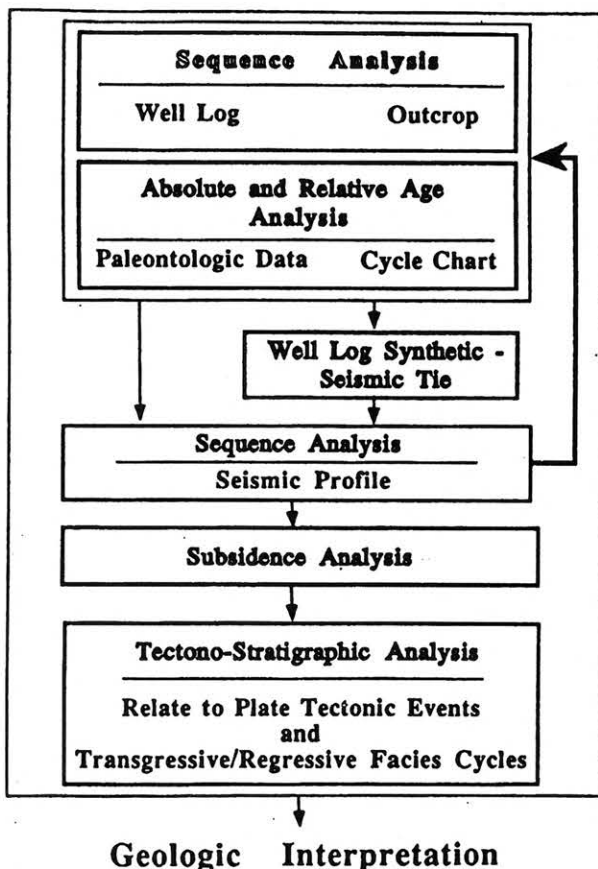 Sequence Analysis
Well Log Outcrop
Absolute and Relative Age
Analysis
Paleontologic Data Cycle Chart
Well Log Synthetic -
Seismic Tie
Sequence Analysis
Seismic Profile
Subsidence Analysis
Tectono-Stratigraphic Analysis
Relate to Plate Tectonic Events
and
Transgressive/Regressive Facies Cycles
Geologic Interpretation